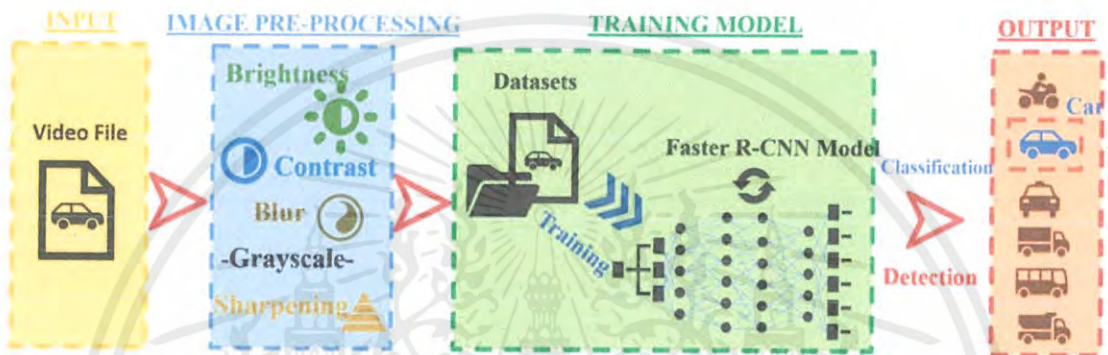 INPUT
IMAGE PRE-PROCESSING
TRAINING MODEL
OUTPUT
Video File
Brightness
Contrast
Blur
-Grayscale-
Sharpening
Datasets
Training
Faster R-CNN Model
Classification
Detection
Car